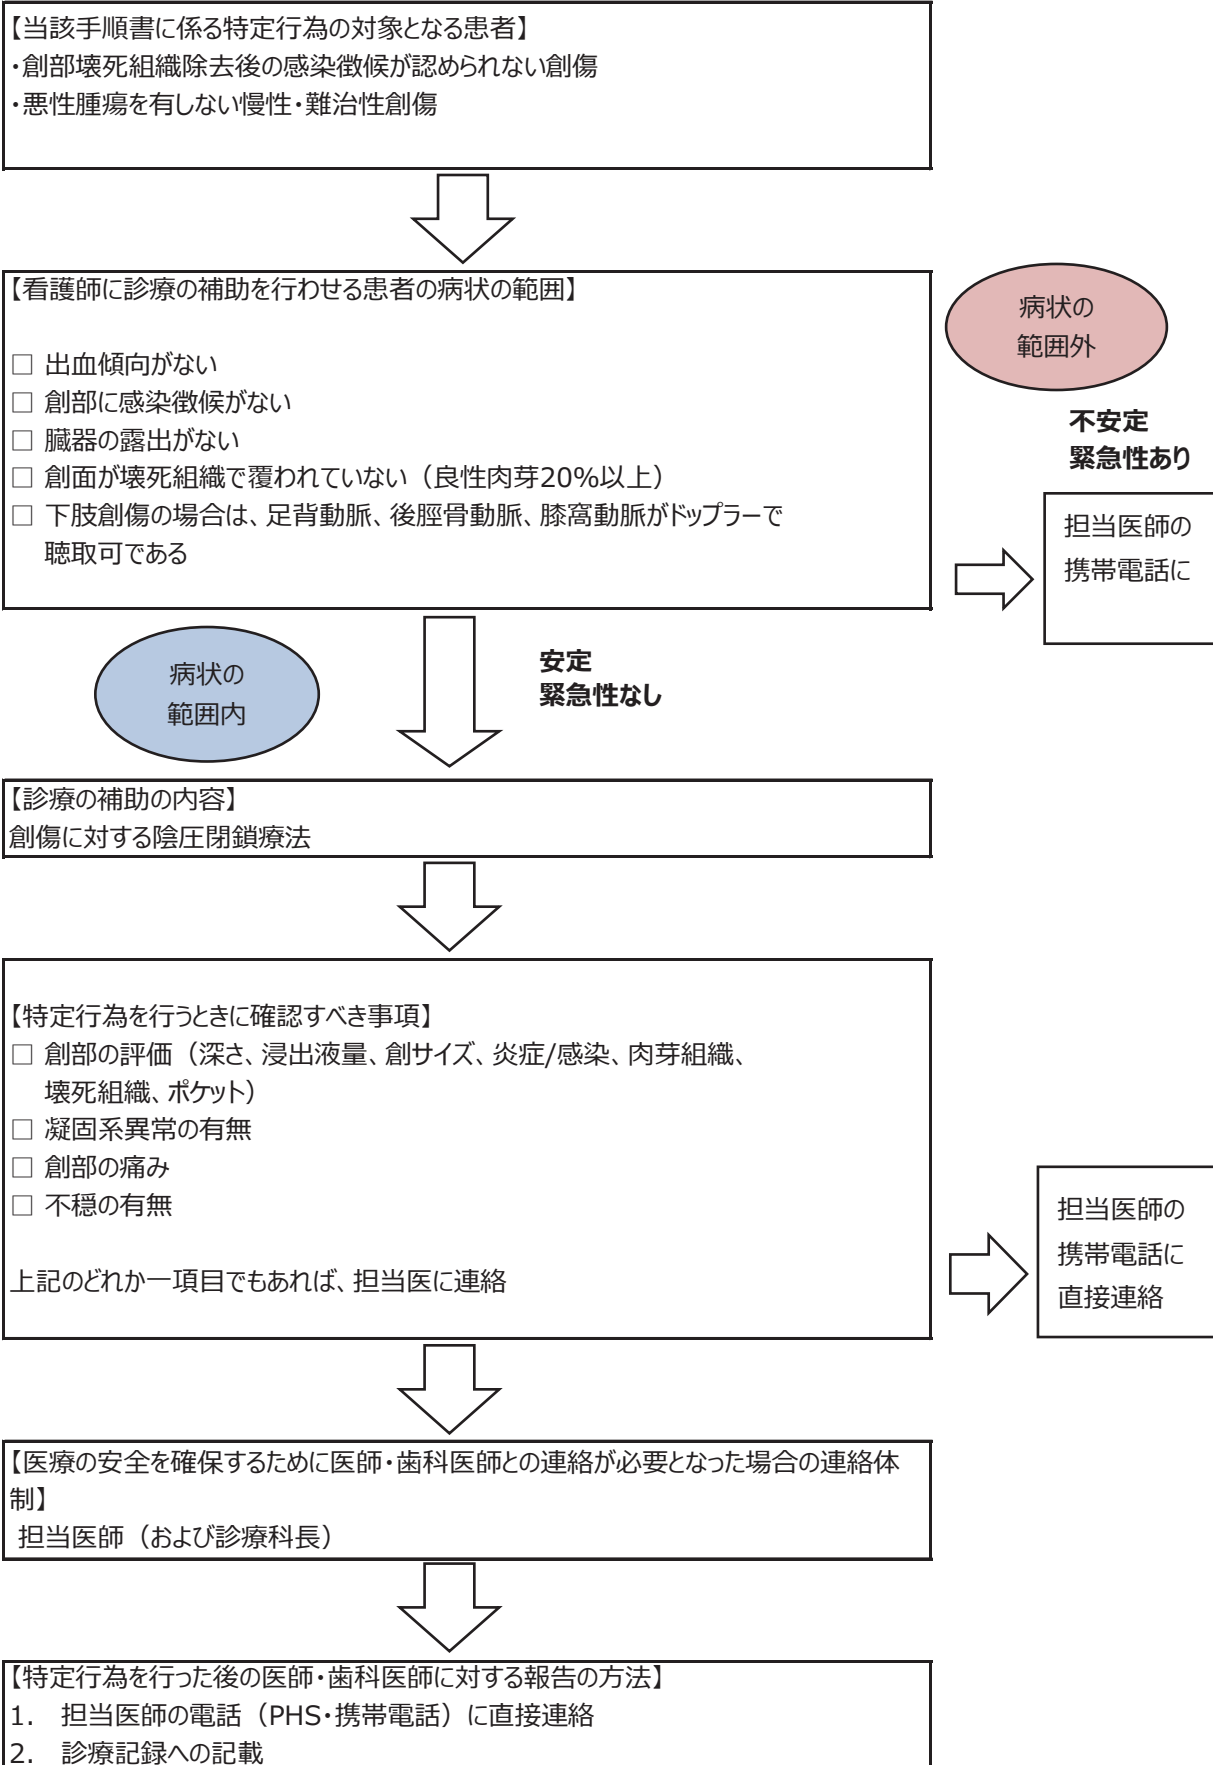 【当該手順書に係る特定行為の対象となる患者】
・創部壊死組織除去後の感染徴候が認められない創傷
・悪性腫瘍を有しない慢性・難治性創傷
【看護師に診療の補助を行わせる患者の病状の範囲】
□ 出血傾向がない
□ 創部に感染徴候がない
□ 臓器の露出がない
□ 創面が壊死組織で覆われていない（良性肉芽20%以上）
□ 下肢創傷の場合は、足背動脈、後脛骨動脈、膝窩動脈がドップラーで
聴取可である
病状の
範囲外
不安定
緊急性あり
担当医師の
携帯電話に
病状の
範囲内
安定
緊急性なし
【診療の補助の内容】
創傷に対する陰圧閉鎖療法
【特定行為を行うときに確認すべき事項】
□ 創部の評価（深さ、浸出液量、創サイズ、炎症/感染、肉芽組織、
壊死組織、ポケット）
□ 凝固系異常の有無
□ 創部の痛み
□ 不穏の有無
上記のどれか一項目でもあれば、担当医に連絡
担当医師の
携帯電話に
直接連絡
【医療の安全を確保するために医師・歯科医師との連絡が必要となった場合の連絡体
制】
担当医師（および診療科長）
【特定行為を行った後の医師・歯科医師に対する報告の方法】
1. 担当医師の電話（PHS・携帯電話）に直接連絡
2. 診療記録への記載